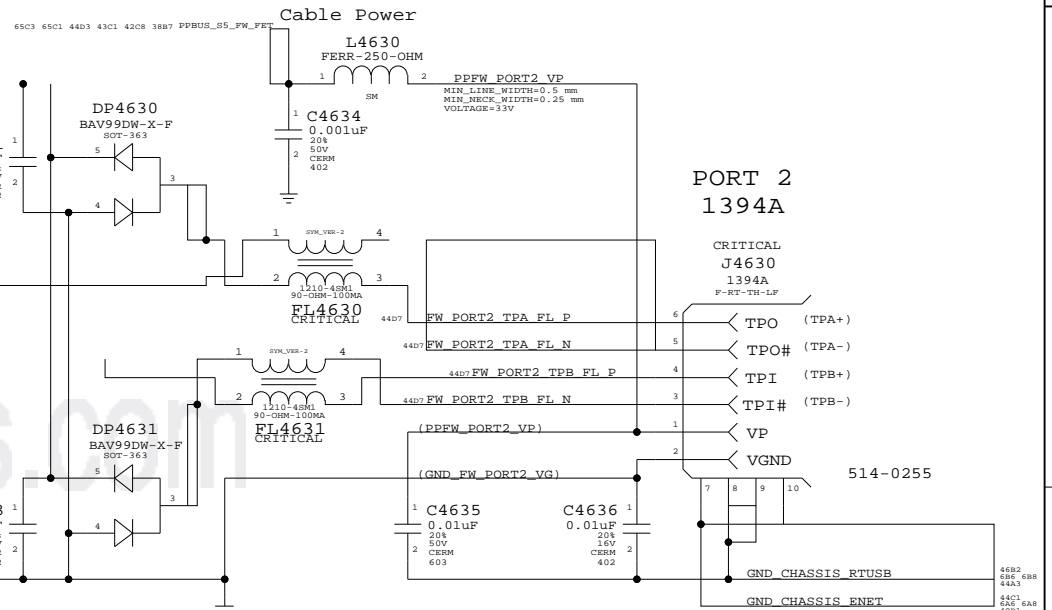 Cable Power
65C3 65C1 44D3 43C1 42C8 38B7 PPBUS_S5_FW_FET
L4630
FERR-250-OHM
1
2
SM
PPFW_PORT2_VP
MIN_LINE_WIDTH=0.5 mm
MIN_NECK_WIDTH=0.25 mm
VOLTAGE=33V
DP4630
BAV99DW-X-F
SOT-363
5
3
4
1
2
1
C4634
0.001uF
20%
50V
2
CERM
402
PORT 2
1394A
CRITICAL
J4630
1394A
F-RT-TH-LF
1
SYM_VER-2
4
2
3
1210-4SM1
90-OHM-100MA
FL4630
CRITICAL
44D7 FW_PORT2_TPA_FL_P
6
TPO
(TPA+)
44D7 FW_PORT2_TPA_FL_N
5
TPO#
(TPA-)
1
SYM_VER-2
4
44D7 FW_PORT2_TPB_FL_P
4
TPI
(TPB+)
2
3
1210-4SM1
90-OHM-100MA
FL4631
CRITICAL
44D7 FW_PORT2_TPB_FL_N
3
TPI#
(TPB-)
(PPFW_PORT2_VP)
1
VP
2
VGND
DP4631
BAV99DW-X-F
SOT-363
5
3
4
s.com
(GND_FW_PORT2_VG)
514-0255
7
8
9
10
1
2
1
C4635
0.01uF
20%
50V
2
CERM
603
C4636
1
0.01uF
20%
16V
CERM
2
402
GND_CHASSIS_RTUSB
46B2
6B6 6B8
44A3
GND_CHASSIS_ENET
44C1
6A6 6A8